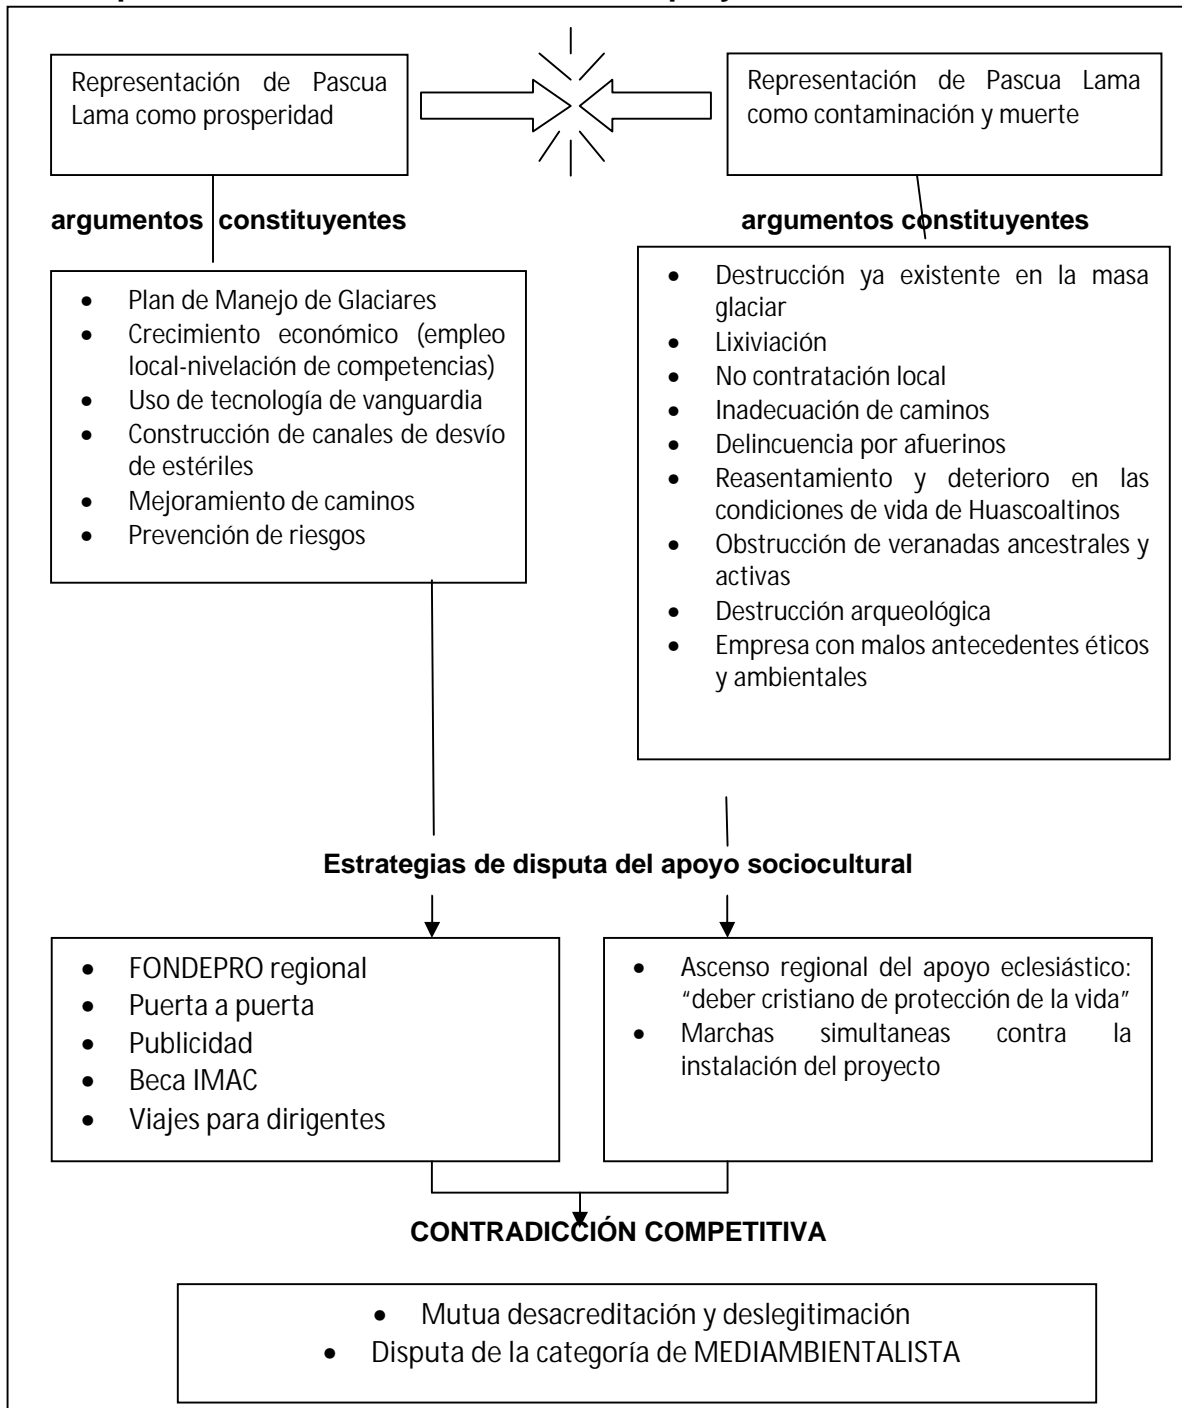 Representación de Pascua
Lama como prosperidad
Representación de Pascua Lama
como contaminación y muerte
argumentos constituyentes
argumentos constituyentes
• Plan de Manejo de Glaciares
• Crecimiento económico (empleo
local-nivelación de competencias)
• Uso de tecnología de vanguardia
• Construcción de canales de desvío
de estériles
• Mejoramiento de caminos
• Prevención de riesgos
• Destrucción ya existente en la masa
glaciar
• Lixiviación
• No contratación local
• Inadecuación de caminos
• Delincuencia por afuerinos
• Reasentamiento y deterioro en las
condiciones de vida de Huascoaltinos
• Obstrucción de veranadas ancestrales y
activas
• Destrucción arqueológica
• Empresa con malos antecedentes éticos
y ambientales
Estrategias de disputa del apoyo sociocultural
• FONDEPRO regional
• Puerta a puerta
• Publicidad
• Beca IMAC
• Viajes para dirigentes
• Ascenso regional del apoyo eclesiástico:
“deber cristiano de protección de la vida”
• Marchas simultaneas contra la
instalación del proyecto
CONTRADICCIÓN COMPETITIVA
• Mutua desacreditación y deslegitimación
• Disputa de la categoría de MEDIAMBIENTALISTA